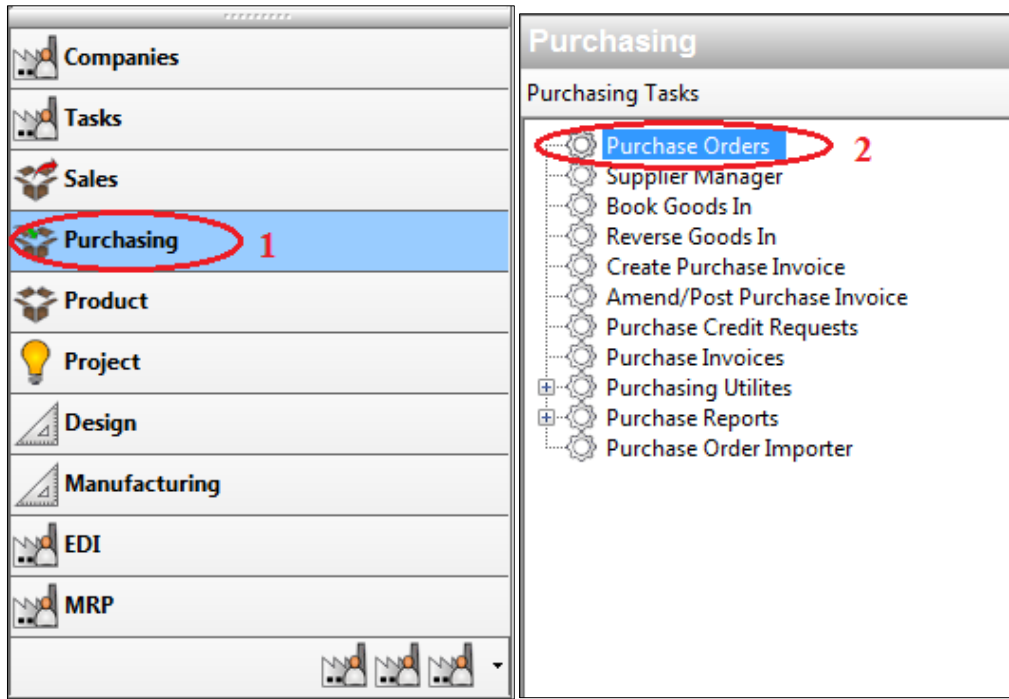 Companies
Tasks
Sales
Purchasing 1
Product
Project
Design
Manufacturing
EDI
MRP
Purchasing
Purchasing Tasks
Purchase Orders 2
Supplier Manager
Book Goods In
Reverse Goods In
Create Purchase Invoice
Amend/Post Purchase Invoice
Purchase Credit Requests
Purchase Invoices
Purchasing Utilites
Purchase Reports
Purchase Order Importer